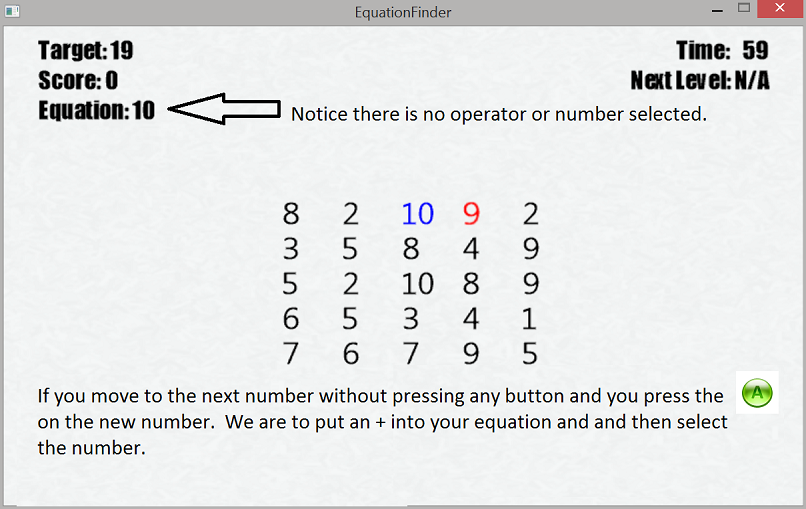 EquationFinder
Target: 19
Time: 59
Score: 0
Next Level: N/A
Equation: 10
Notice there is no operator or number selected.
8 2 10 9 2
3 5 8 4 9
5 2 10 8 9
6 5 3 4 1
7 6 7 9 5
If you move to the next number without pressing any button and you press the A
on the new number. We are to put an + into your equation and and then select
the number.